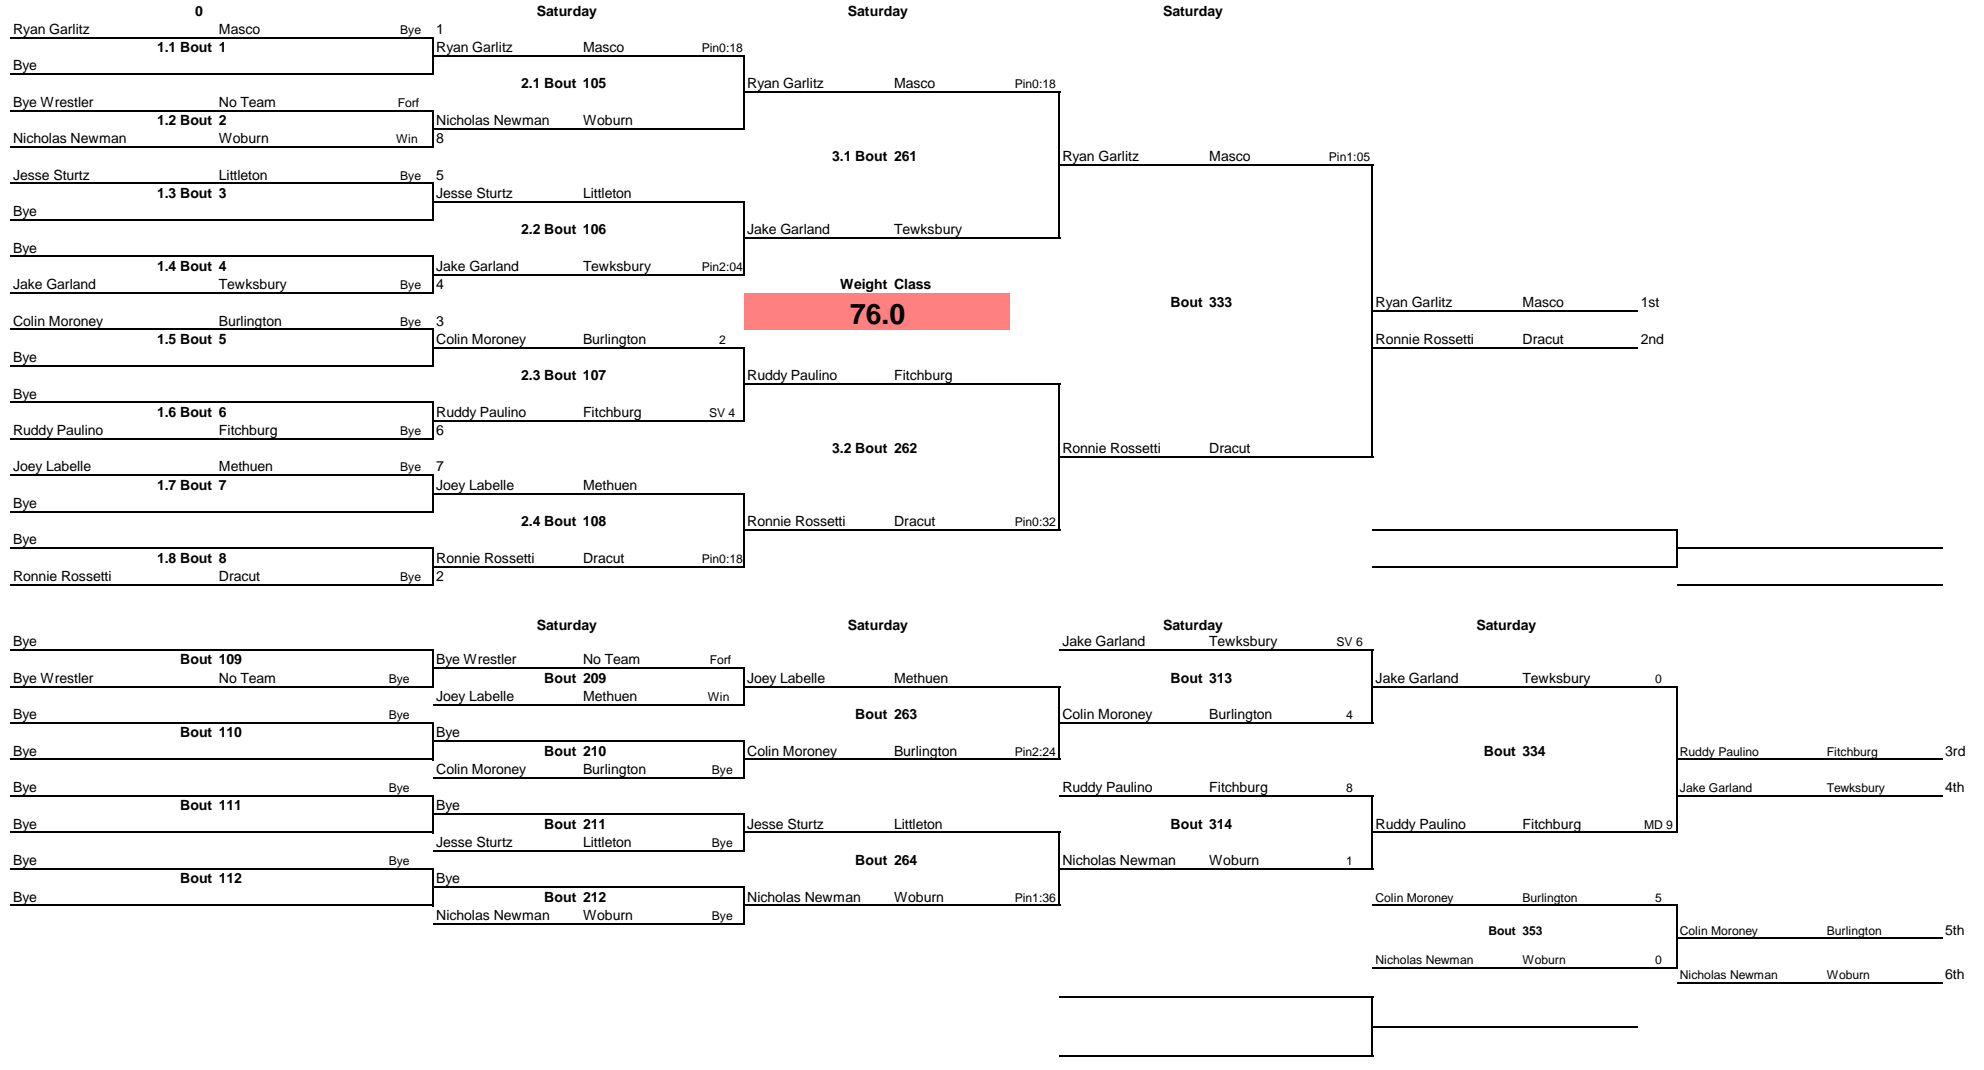 0 Saturday Saturday Saturday
Ryan Garlitz Masco Bye 1
1.1 Bout 1 Ryan Garlitz Masco Pin0:18
Bye
2.1 Bout 105 Ryan Garlitz Masco Pin0:18
Bye Wrestler No Team Forf
1.2 Bout 2 Nicholas Newman Woburn
Nicholas Newman Woburn Win 8
3.1 Bout 261 Ryan Garlitz Masco Pin1:05
Jesse Sturtz Littleton Bye 5
1.3 Bout 3 Jesse Sturtz Littleton
Bye
2.2 Bout 106 Jake Garland Tewksbury
Bye
1.4 Bout 4 Jake Garland Tewksbury Pin2:04
Jake Garland Tewksbury Bye 4 Weight Class
Bout 333 Ryan Garlitz Masco 1st
76.0
Colin Moroney Burlington Bye 3
1.5 Bout 5 Colin Moroney Burlington 2 Ronnie Rossetti Dracut 2nd
Bye
2.3 Bout 107 Ruddy Paulino Fitchburg
Bye
1.6 Bout 6 Ruddy Paulino Fitchburg SV 4
Ruddy Paulino Fitchburg Bye 6
3.2 Bout 262 Ronnie Rossetti Dracut
Joey Labelle Methuen Bye 7
1.7 Bout 7 Joey Labelle Methuen
Bye
2.4 Bout 108 Ronnie Rossetti Dracut Pin0:32
Bye
1.8 Bout 8 Ronnie Rossetti Dracut Pin0:18
Ronnie Rossetti Dracut Bye 2
Saturday Saturday Saturday Saturday
Bye Jake Garland Tewksbury SV 6
Bout 109 Bye Wrestler No Team Forf
Bye Wrestler No Team Bye Bout 209 Joey Labelle Methuen Bout 313 Jake Garland Tewksbury 0
Joey Labelle Methuen Win
Bye Bye Bout 263 Colin Moroney Burlington 4
Bout 110 Bye
Bye Bout 210 Colin Moroney Burlington Pin2:24 Bout 334 Ruddy Paulino Fitchburg 3rd
Colin Moroney Burlington Bye
Bye Bye Ruddy Paulino Fitchburg 8 Jake Garland Tewksbury 4th
Bout 111 Bye
Bye Bout 211 Jesse Sturtz Littleton Bout 314 Ruddy Paulino Fitchburg MD 9
Jesse Sturtz Littleton Bye
Bye Bye Bout 264 Nicholas Newman Woburn 1
Bout 112 Bye
Bye Bout 212 Nicholas Newman Woburn Pin1:36 Colin Moroney Burlington 5
Nicholas Newman Woburn Bye
Bout 353 Colin Moroney Burlington 5th
Nicholas Newman Woburn 0
Nicholas Newman Woburn 6th